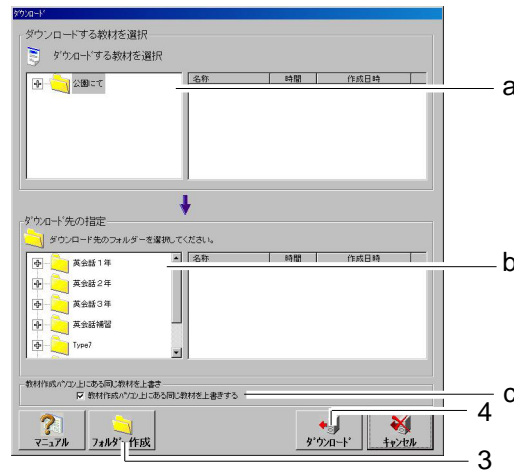 ﾀﾞｳﾝﾛｰﾄﾞ
ダウンロードする教材を選択
ﾀﾞｳﾝﾛｰﾄﾞする教材を選択
公園にて
名称 時間 作成日時
a
ﾀﾞｳﾝﾛｰﾄﾞ先の指定
ダウンロード先のフォルダーを選択してください。
英会話１年
英会話２年
英会話３年
英会話補習
Type7
名称 時間 作成日時
b
教材作成ﾊﾟｿｺﾝ上にある同じ教材を上書き
教材作成ﾊﾟｿｺﾝ上にある同じ教材を上書きする
c
マニュアル
ﾌｫﾙﾀﾞｰ作成
ﾀﾞｳﾝﾛｰﾄﾞ
ｷｬﾝｾﾙ
4
3